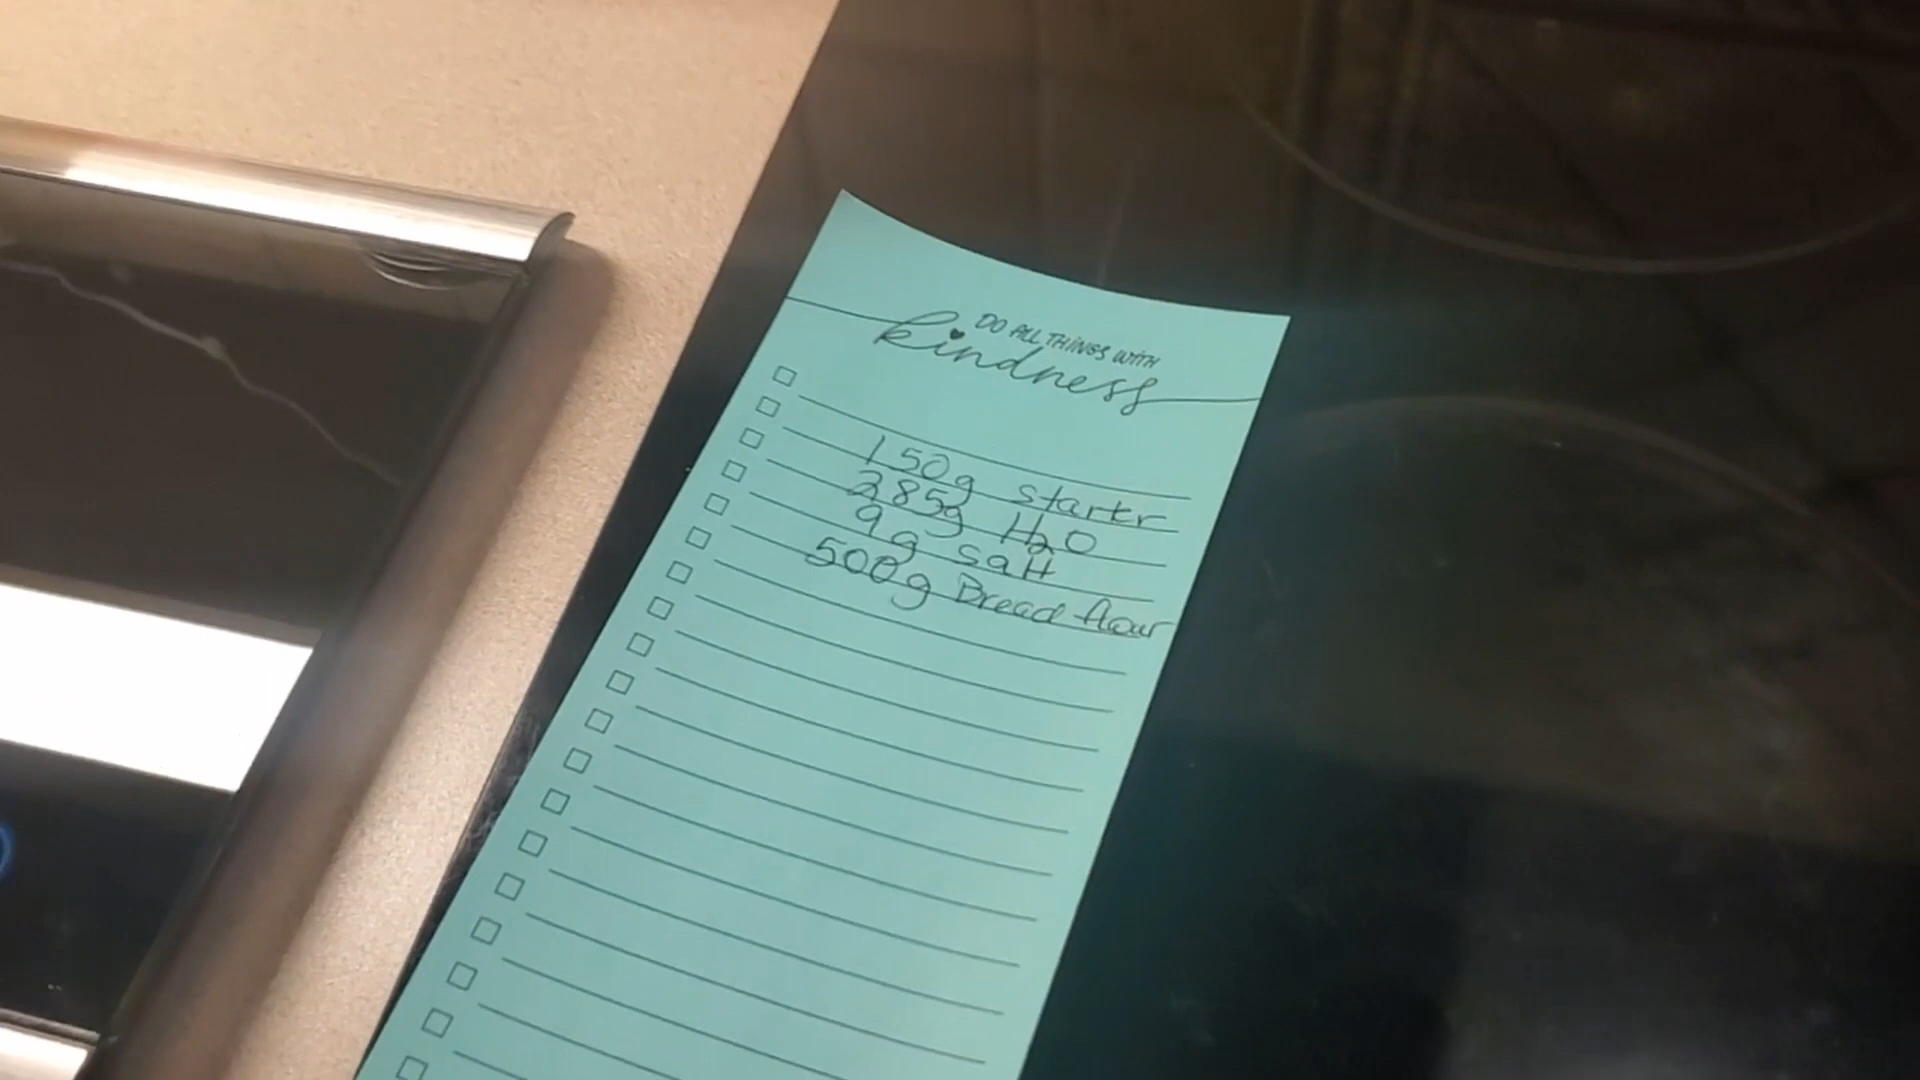 DO ALL THINGS WITH
kindness
150g startr
285g H2O
9g salt
500g Bread flour